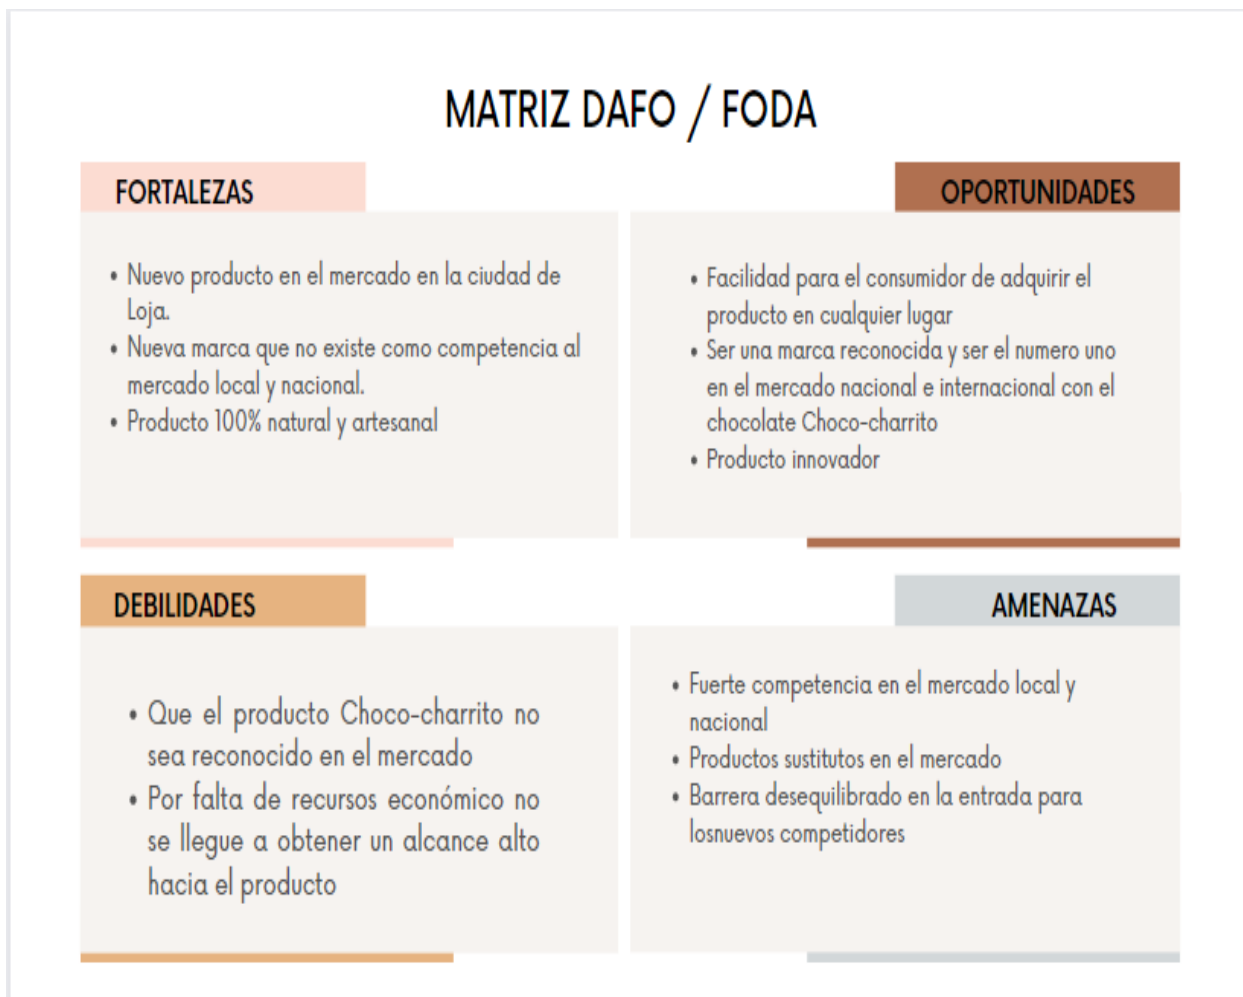 MATRIZ DAFO / FODA
FORTALEZAS
• Nuevo producto en el mercado en la ciudad de
Loja.
• Nueva marca que no existe como competencia al
mercado local y nacional.
• Producto 100% natural y artesanal
OPORTUNIDADES
• Facilidad para el consumidor de adquirir el
producto en cualquier lugar
• Ser una marca reconocida y ser el numero uno
en el mercado nacional e internacional con el
chocolate Choco-charrito
• Producto innovador
DEBILIDADES
• Que el producto Choco-charrito no
sea reconocido en el mercado
• Por falta de recursos económico no
se llegue a obtener un alcance alto
hacia el producto
AMENAZAS
• Fuerte competencia en el mercado local y
nacional
• Productos sustitutos en el mercado
• Barrera desequilibrado en la entrada para
losnuevos competidores